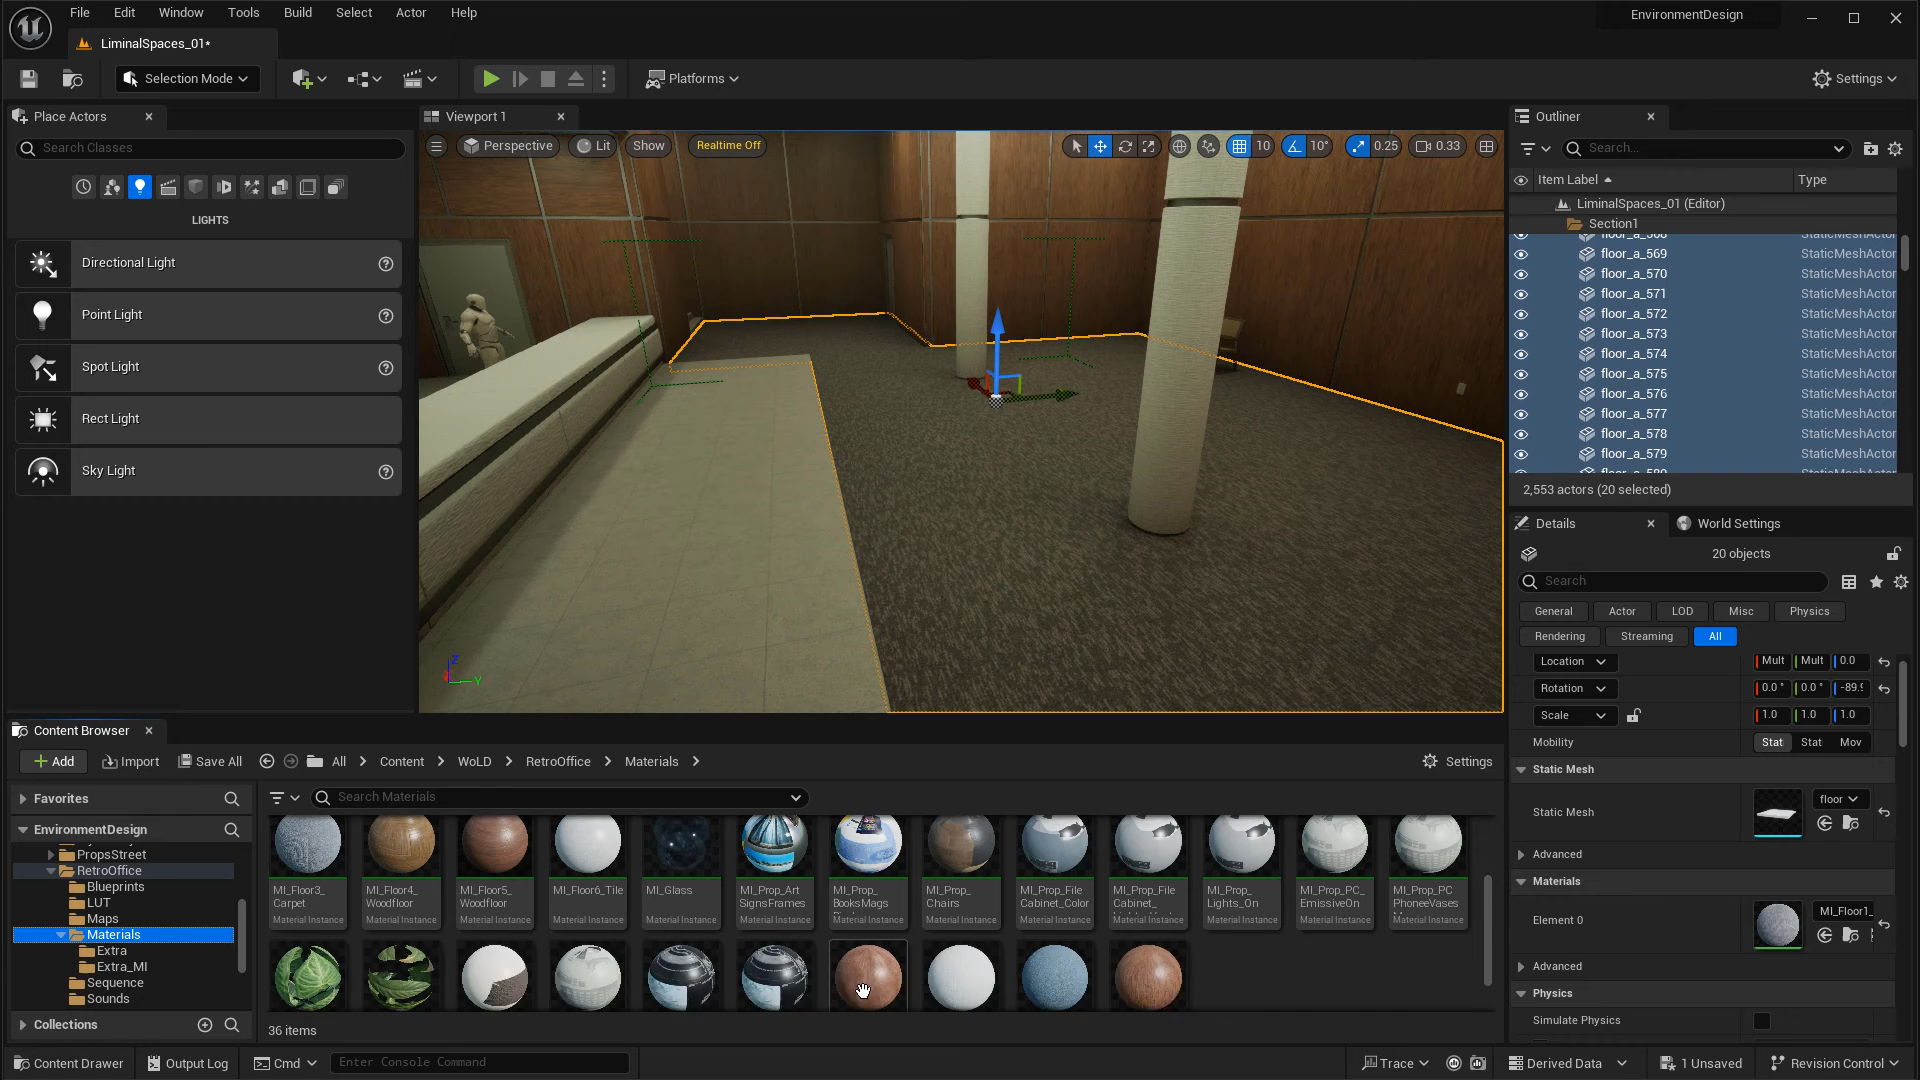 File Edit Window Tools Build Select Actor Help
EnvironmentDesign
LiminalSpaces_01*
Selection Mode
Platforms
Settings
Place Actors
Search Classes
LIGHTS
Directional Light
Point Light
Spot Light
Rect Light
Sky Light
Viewport 1
Perspective Lit Show Realtime Off
10 10° 0.25 0.33
Z
Y
Outliner
Search...
Item Label Type
LiminalSpaces_01 (Editor)
Section1
floor_a_568 StaticMeshActor
floor_a_569 StaticMeshActor
floor_a_570 StaticMeshActor
floor_a_571 StaticMeshActor
floor_a_572 StaticMeshActor
floor_a_573 StaticMeshActor
floor_a_574 StaticMeshActor
floor_a_575 StaticMeshActor
floor_a_576 StaticMeshActor
floor_a_577 StaticMeshActor
floor_a_578 StaticMeshActor
floor_a_579 StaticMeshActor
floor_a_580 StaticMeshActor
2,553 actors (20 selected)
Details
World Settings
20 objects
Search
General Actor LOD Misc Physics
Rendering Streaming All
Location Mult Mult 0.0
Rotation 0.0° 0.0° -89.9
Scale 1.0 1.0 1.0
Mobility Stat Stat Mov
Static Mesh
Static Mesh floor
Advanced
Materials
Element 0 MI_Floor1_
Advanced
Physics
Simulate Physics
Content Browser
Add Import Save All All Content WoLD RetroOffice Materials
Settings
Favorites
EnvironmentDesign
PropsStreet
RetroOffice
Blueprints
LUT
Maps
Materials
Extra
Extra_MI
Sequence
Sounds
Collections
Search Materials
MI_Floor3_
Carpet
Material Instance
MI_Floor4_
Woodfloor
Material Instance
MI_Floor5_
Woodfloor
Material Instance
MI_Floor6_Tile
Material Instance
MI_Glass
Material Instance
MI_Prop_Art
SignsFrames
Material Instance
MI_Prop_
BooksMags
Material Instance
MI_Prop_
Chairs
Material Instance
MI_Prop_File
Cabinet_Color
Material Instance
MI_Prop_File
Cabinet_
Material Instance
MI_Prop_
Lights_On
Material Instance
MI_Prop_PC_
EmissiveOn
Material Instance
MI_Prop_PC
PhoneeVases
Material Instance
36 items
Content Drawer Output Log Cmd Enter Console Command
Trace Derived Data 1 Unsaved Revision Control